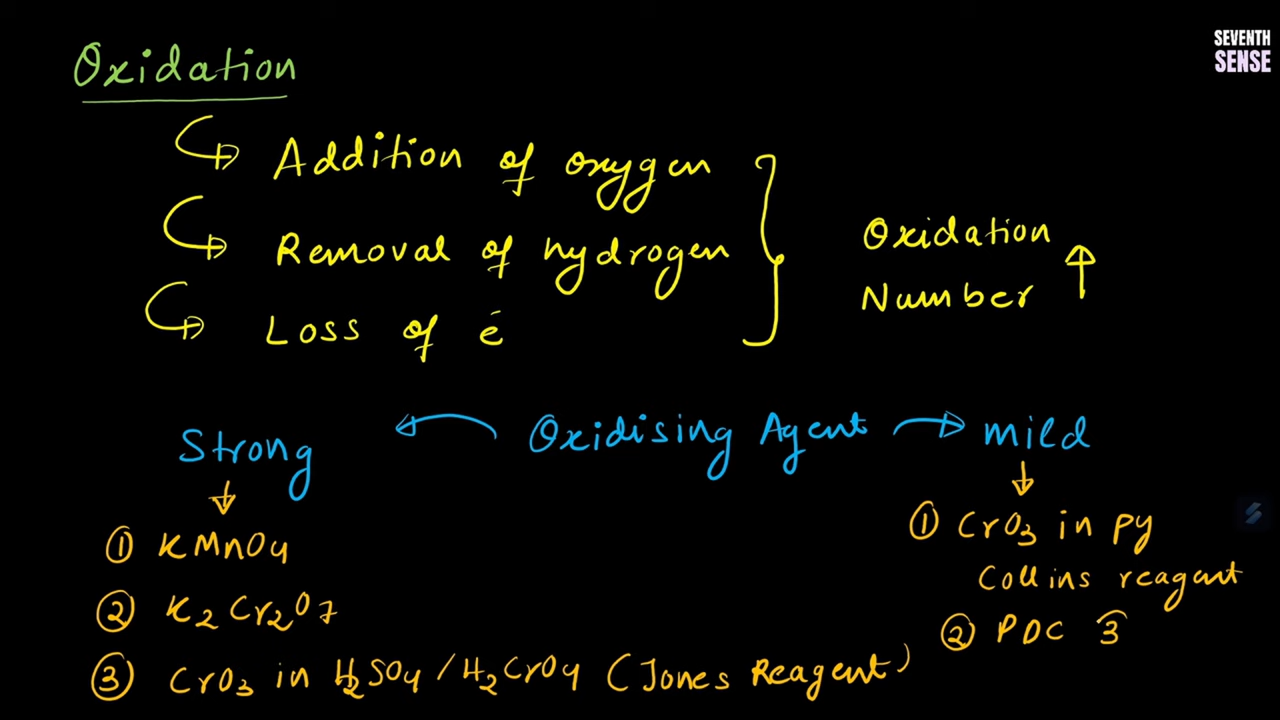 SEVENTH
SENSE
Oxidation
Addition of oxygen
Removal of hydrogen
Loss of é
Oxidation
Number ↑
Oxidising Agent
Strong
① KMnO4
② K2Cr2O7
③ CrO3 in H2SO4 / H2CrO4 (Jones Reagent)
mild
① CrO3 in py
Collins reagent
② PDC 3